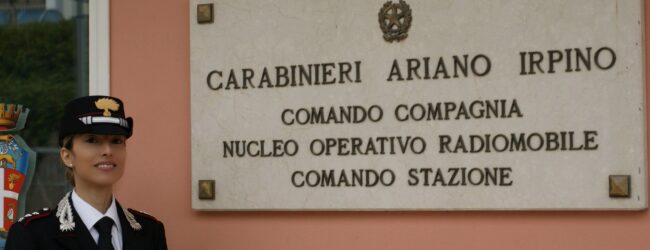 CARABINIERI ARIANO IRPINO
COMANDO COMPAGNIA
NUCLEO OPERATIVO RADIOMOBILE
COMANDO STAZIONE